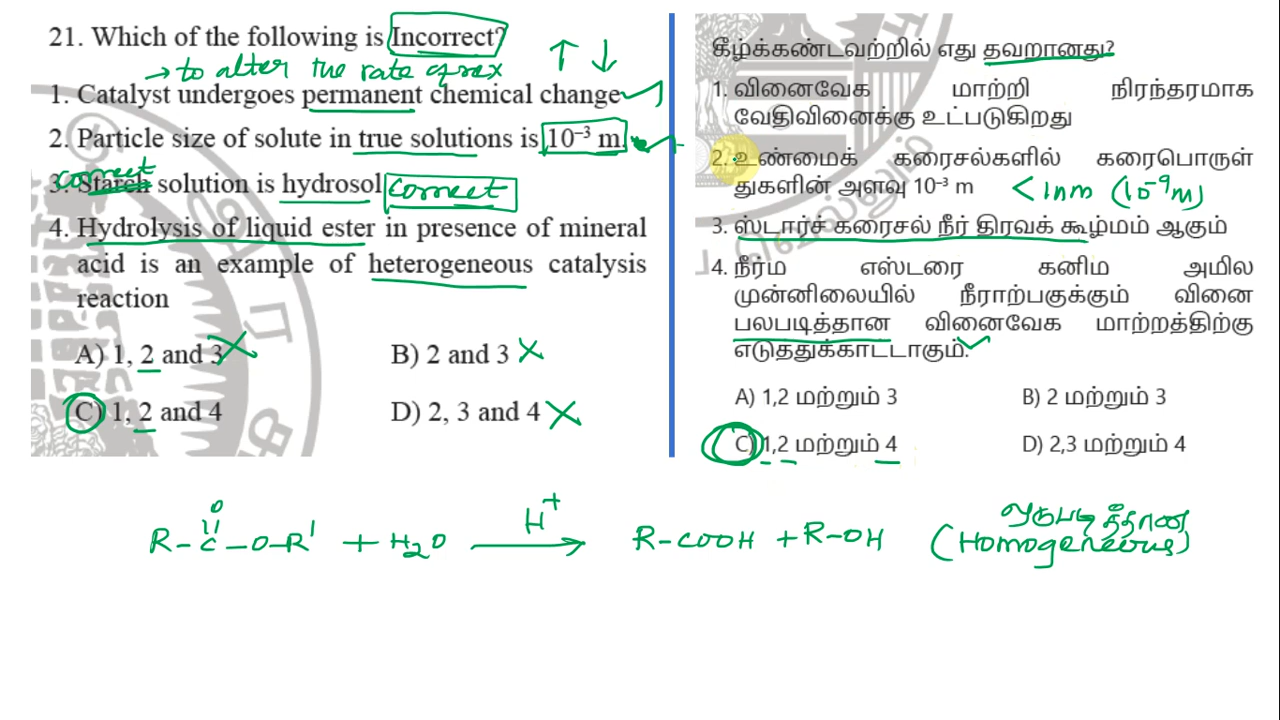 21. Which of the following is Incorrect?
→ to alter the rate of rex ↑ ↓
1. Catalyst undergoes permanent chemical change
2. Particle size of solute in true solutions is 10⁻³ m.
correct
3. Starch solution is hydrosol correct
4. Hydrolysis of liquid ester in presence of mineral
acid is an example of heterogeneous catalysis
reaction
A) 1, 2 and 3 B) 2 and 3
C) 1, 2 and 4 D) 2, 3 and 4
கீழ்க்கண்டவற்றில் எது தவறானது?
1. வினைவேக மாற்றி நிரந்தரமாக
வேதிவினைக்கு உட்படுகிறது
2. உண்மைக் கரைசல்களில் கரைபொருள்
துகளின் அளவு 10⁻³ m < 1nm (10⁻⁹m)
3. ஸ்டார்ச் கரைசல் நீர் திரவக் கூழ்மம் ஆகும்
4. நீர்ம எஸ்டரை கனிம அமில
முன்னிலையில் நீராற்பகுக்கும் வினை
பலபடித்தான வினைவேக மாற்றத்திற்கு
எடுத்துக்காட்டாகும்.
A) 1,2 மற்றும் 3 B) 2 மற்றும் 3
C) 1,2 மற்றும் 4 D) 2,3 மற்றும் 4
O
R-C-O-R' + H₂O H⁺ → R-COOH + R-OH
ஒருபடித்தான
(Homogeneous)